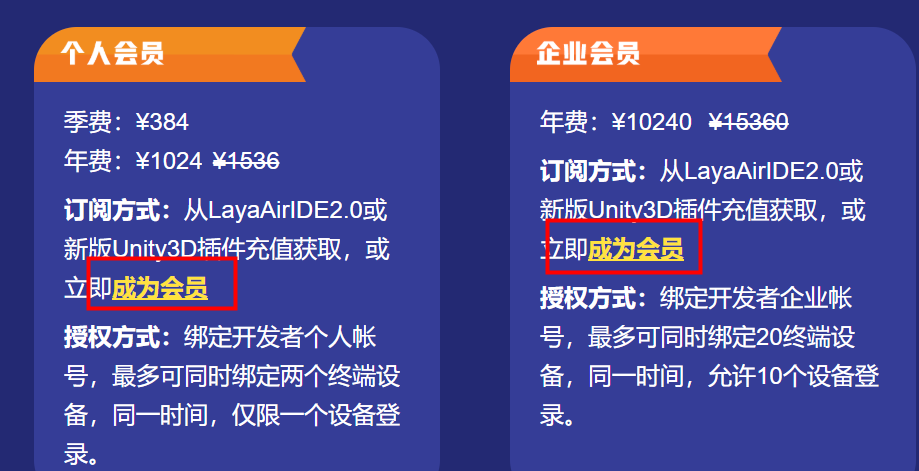 个人会员
季费：¥384
年费：¥1024 ¥1536
订阅方式：从LayaAirIDE2.0或
新版Unity3D插件充值获取，或
立即成为会员
授权方式：绑定开发者个人帐
号，最多可同时绑定两个终端设
备，同一时间，仅限一个设备登
录。
企业会员
年费：¥10240 ¥15360
订阅方式：从LayaAirIDE2.0或
新版Unity3D插件充值获取，或
立即成为会员
授权方式：绑定开发者企业帐
号，最多可同时绑定20终端设
备，同一时间，允许10个设备登
录。